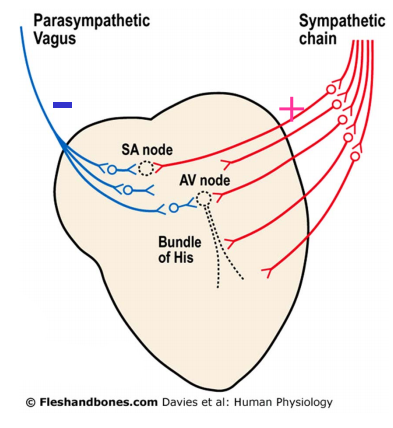 Parasympathetic
Vagus
Sympathetic
chain
−
+
SA node
AV node
Bundle
of His
© Fleshandbones.com Davies et al: Human Physiology